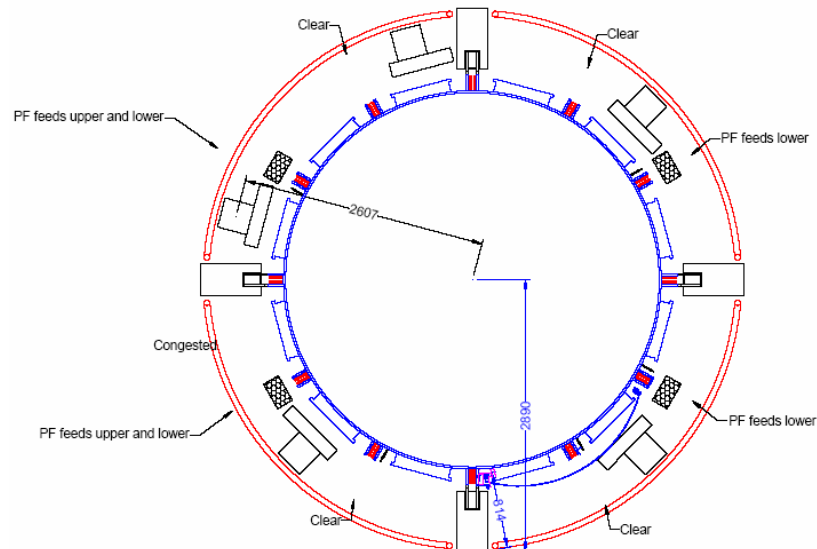 Clear
Clear
PF feeds upper and lower
PF feeds lower
2607
Congested
2890
PF feeds upper and lower
PF feeds lower
814
Clear
Clear